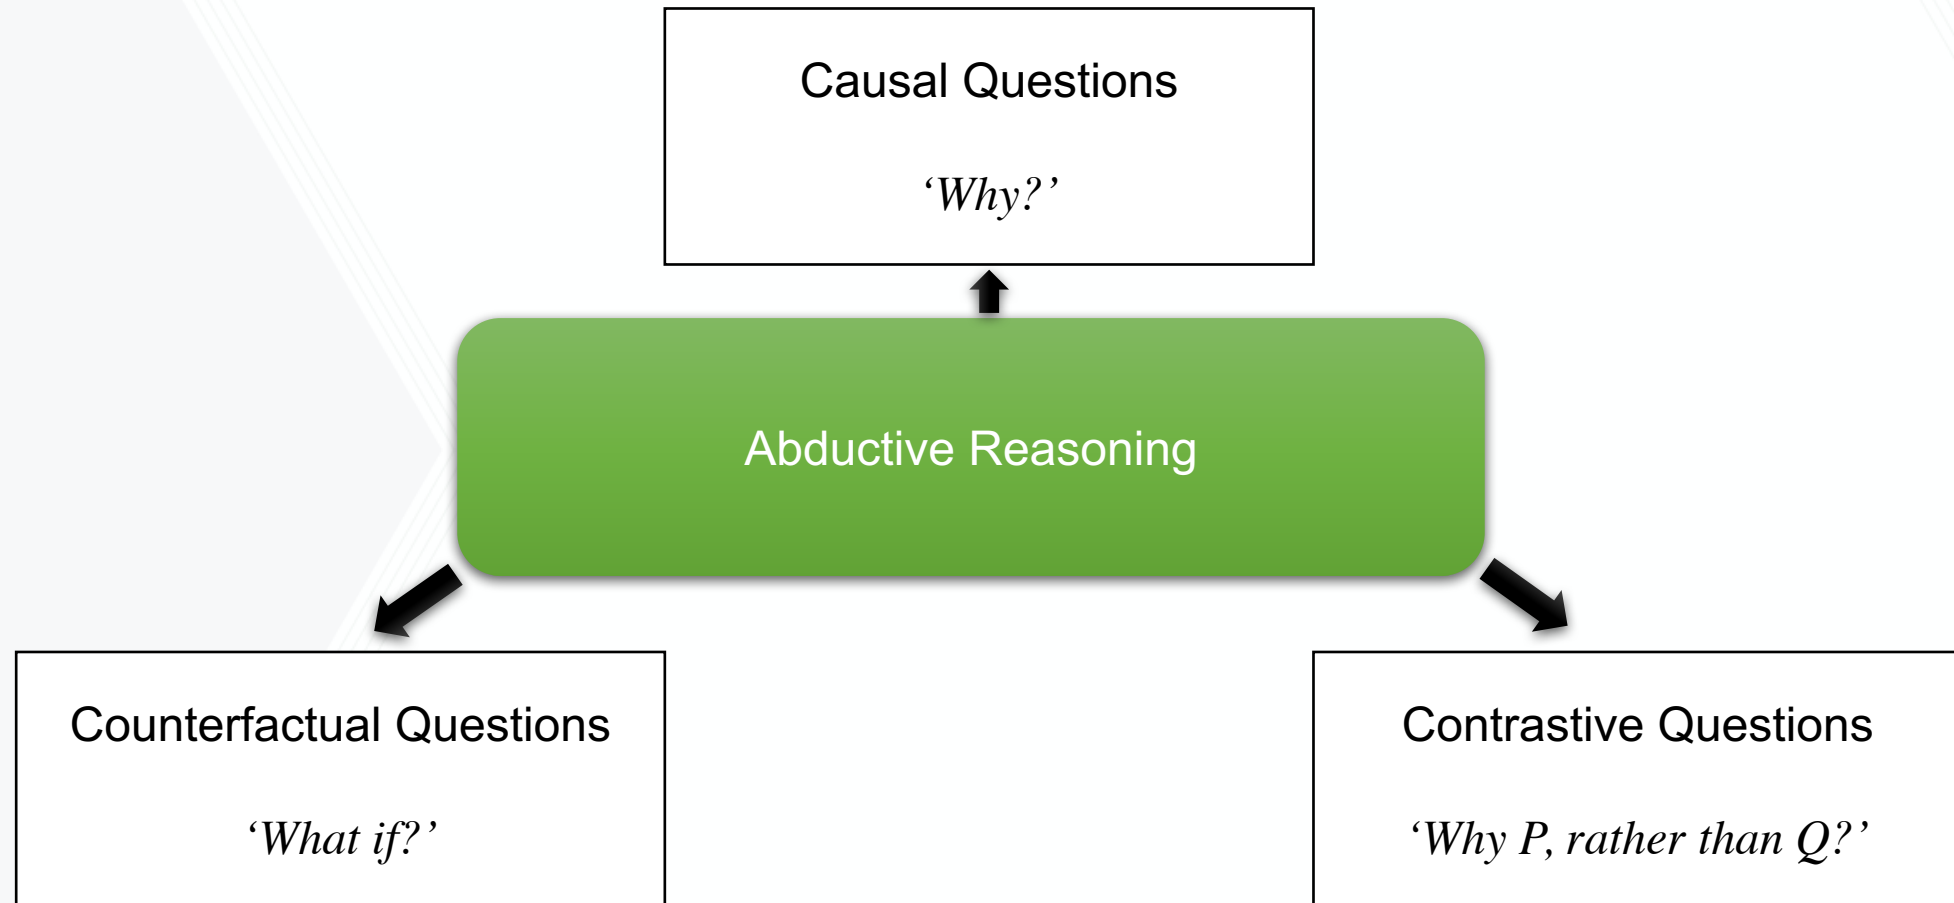 Causal Questions
‘Why?’
Abductive Reasoning
Counterfactual Questions
‘What if?’
Contrastive Questions
‘Why P, rather than Q?’